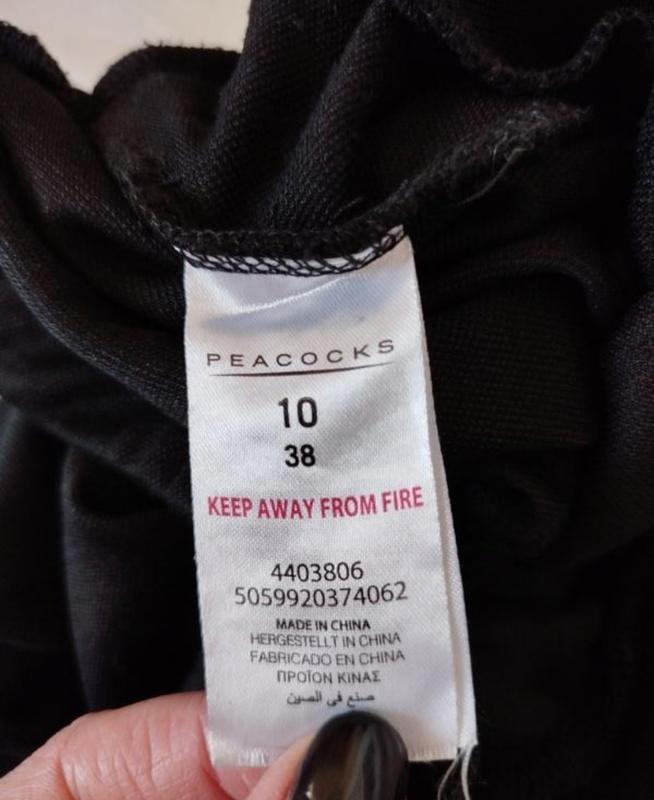 PEACOCKS
10
38
KEEP AWAY FROM FIRE
4403806
5059920374062
MADE IN CHINA
HERGESTELLT IN CHINA
FABRICADO EN CHINA
ΠΡΟΪΟΝ ΚΙΝΑΣ
صنع في الصين